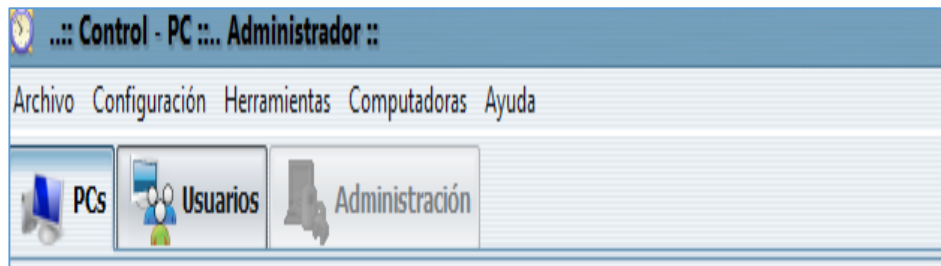 ..:: Control - PC ::.. Administrador ::
Archivo Configuración Herramientas Computadoras Ayuda
PCs Usuarios Administración